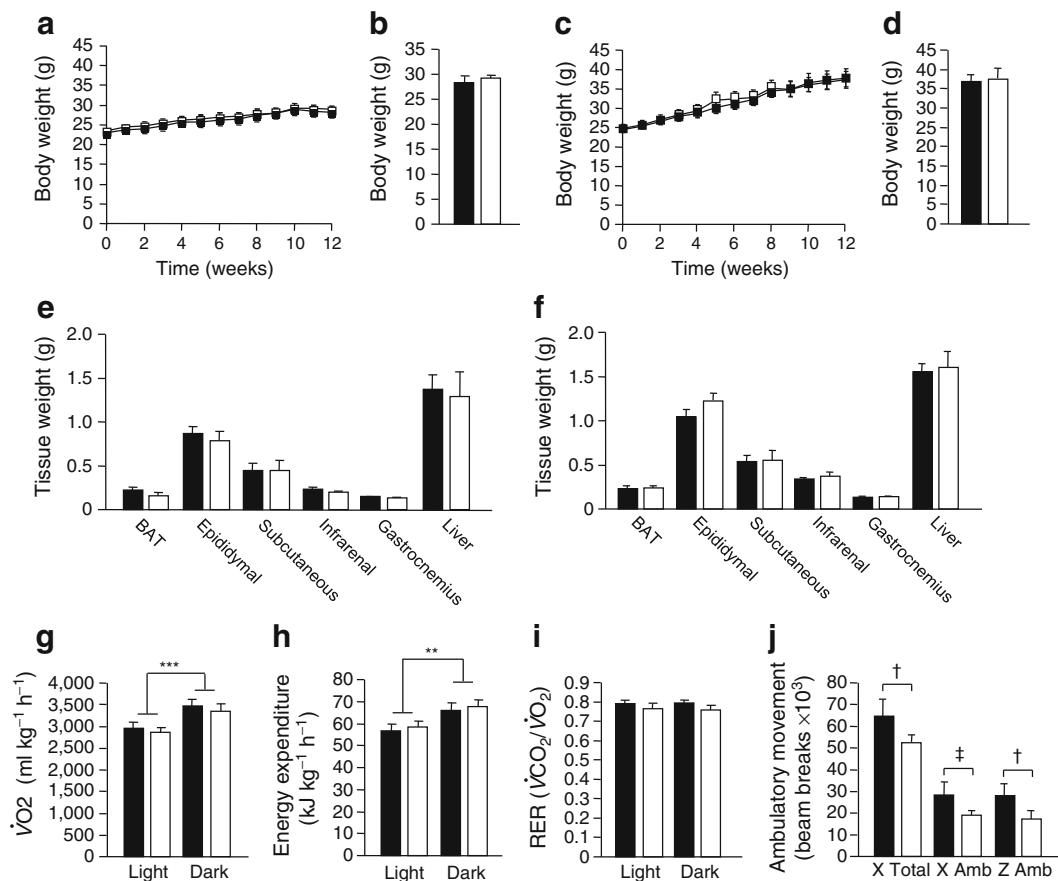 a
b
c
d
Body weight (g)
45
40
35
30
25
20
15
10
5
0
0 2 4 6 8 10 12
Time (weeks)
Body weight (g)
35
30
25
20
15
10
5
0
Body weight (g)
45
40
35
30
25
20
15
10
5
0
0 2 4 6 8 10 12
Time (weeks)
Body weight (g)
45
40
35
30
25
20
15
10
5
0
e
Tissue weight (g)
2.0
1.5
1.0
0.5
0
BAT
Epididymal
Subcutaneous
Infrarenal
Gastrocnemius
Liver
f
Tissue weight (g)
2.0
1.5
1.0
0.5
0
BAT
Epididymal
Subcutaneous
Infrarenal
Gastrocnemius
Liver
g
V̇O2 (ml kg⁻¹ h⁻¹)
4,000
3,500
3,000
2,500
2,000
1,500
1,000
500
0
***
Light Dark
h
Energy expenditure
(kJ kg⁻¹ h⁻¹)
80
70
60
50
40
30
20
10
0
**
Light Dark
i
RER (V̇CO₂/V̇O₂)
0.9
0.8
0.7
0.6
0.5
0.4
0.3
0.2
0.1
0
Light Dark
j
Ambulatory movement
(beam breaks ×10³)
80
70
60
50
40
30
20
10
0
†
‡
†
X Total X Amb Z Amb